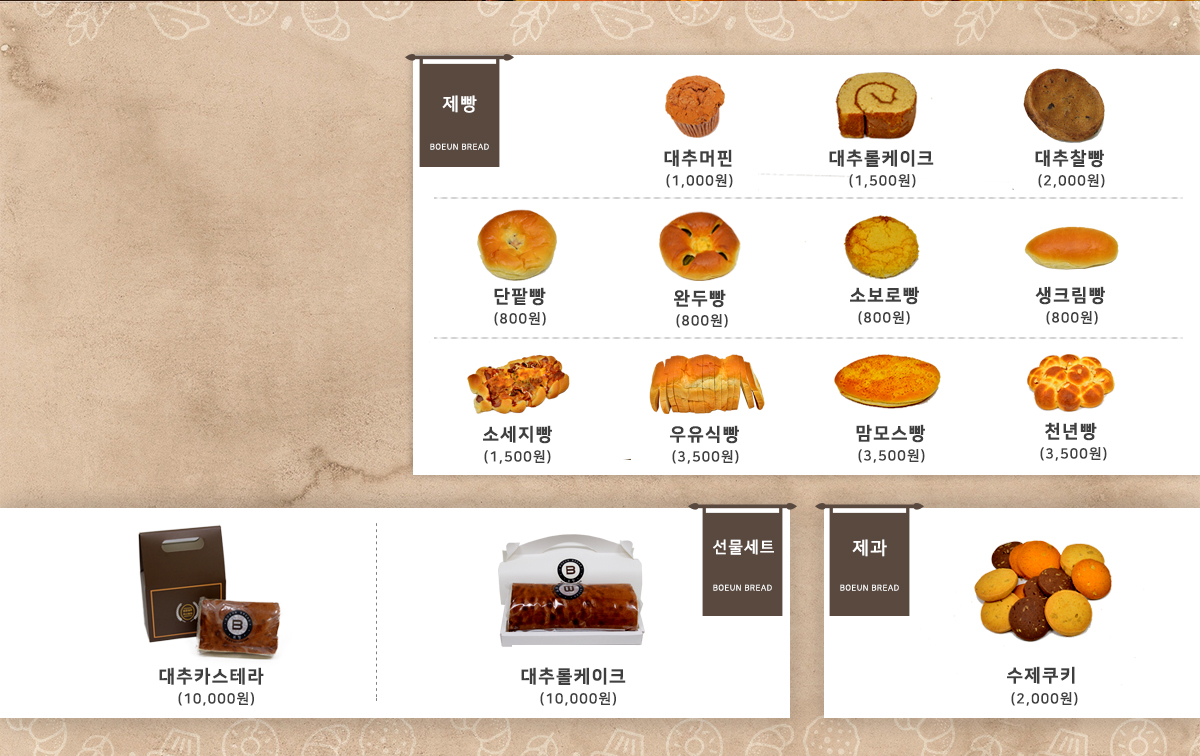 제빵
BOEUN BREAD
대추머핀
(1,000원)
대추롤케이크
(1,500원)
대추찰빵
(2,000원)
단팥빵
(800원)
완두빵
(800원)
소보로빵
(800원)
생크림빵
(800원)
소세지빵
(1,500원)
우유식빵
(3,500원)
맘모스빵
(3,500원)
천년빵
(3,500원)
대추카스테라
(10,000원)
B
대추롤케이크
(10,000원)
B
선물세트
BOEUN BREAD
제과
BOEUN BREAD
수제쿠키
(2,000원)